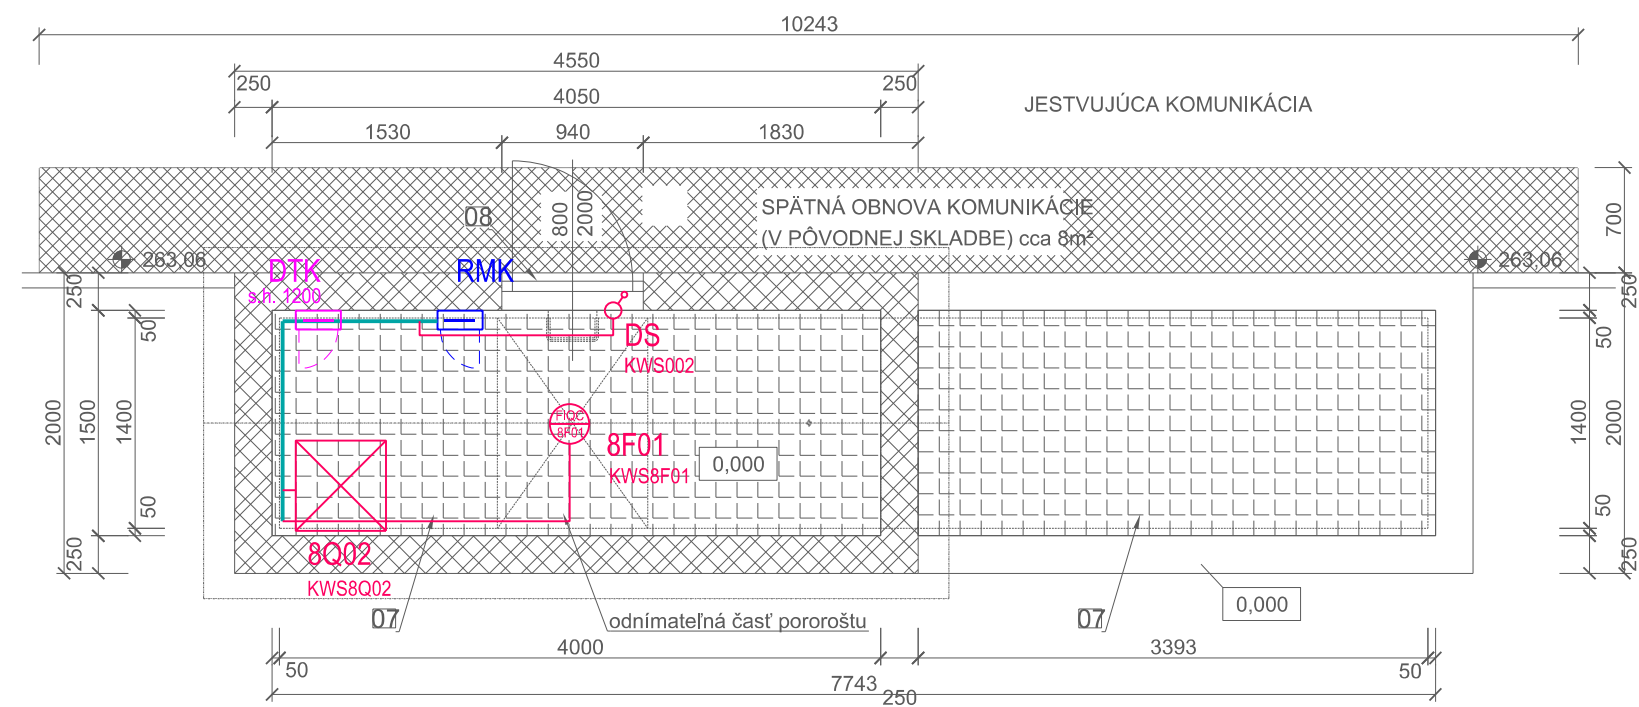 10243
4550
250
250
4050
JESTVUJÚCA KOMUNIKÁCIA
1530
940
1830
08
800
2000
SPÄTNÁ OBNOVA KOMUNIKÁCIE
(V PÔVODNEJ SKLADBE) cca 8m²
700
263,06
263,06
DTK
s.h. 1200
RMK
250
250
50
50
DS
KWS002
2000
1500
1400
1400
2000
FIQC
8F01
8F01
KWS8F01
0,000
50
50
250
250
8Q02
KWS8Q02
07
odnímateľná časť pororoštu
07
0,000
50
4000
3393
50
7743
250